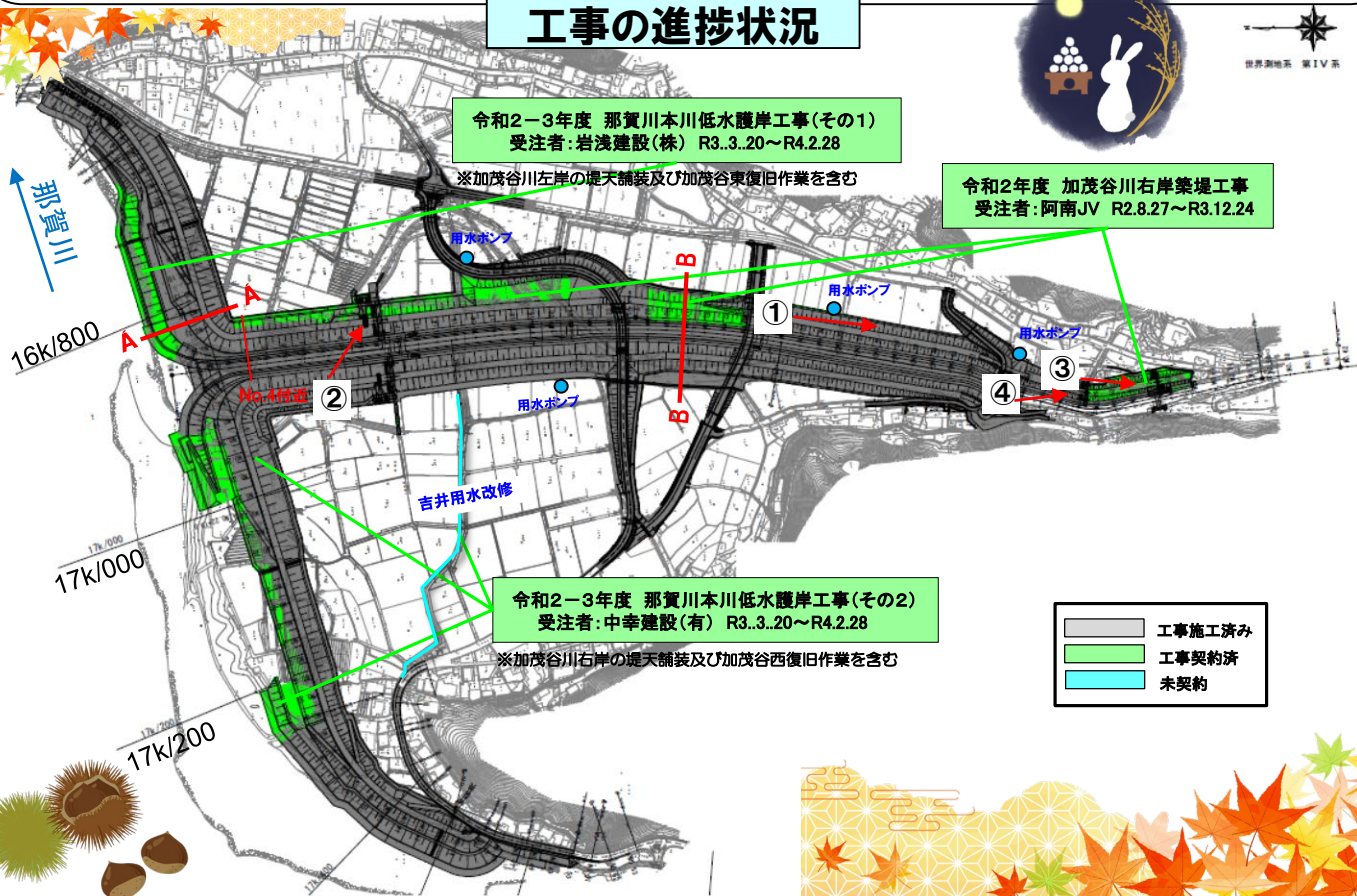 工事の進捗状況
世界測地系 第ⅠⅤ系
令和2－3年度 那賀川本川低水護岸工事(その1)
受注者:岩浅建設(株) R3..3.20～R4.2.28
※加茂谷川左岸の堤天舗装及び加茂谷東復旧作業を含む
令和2年度 加茂谷川右岸築堤工事
受注者:阿南JV R2.8.27～R3.12.24
那賀川
用水ポンプ
B
A
①
用水ポンプ
用水ポンプ
16k/800
A
No.4付近
②
③
④
用水ポンプ
B
吉井用水改修
17k/000
17k/000
令和2－3年度 那賀川本川低水護岸工事(その2)
受注者:中幸建設(有) R3..3.20～R4.2.28
※加茂谷川右岸の堤天舗装及び加茂谷西復旧作業を含む
工事施工済み
工事契約済
未契約
17k/200
17k/200